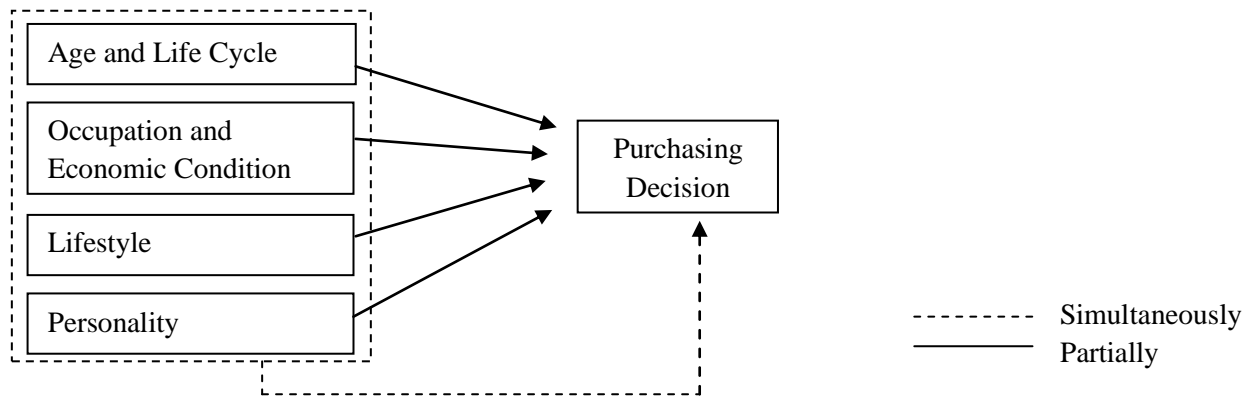 Age and Life Cycle
Occupation and
Economic Condition
Lifestyle
Personality
Purchasing
Decision
Simultaneously
Partially